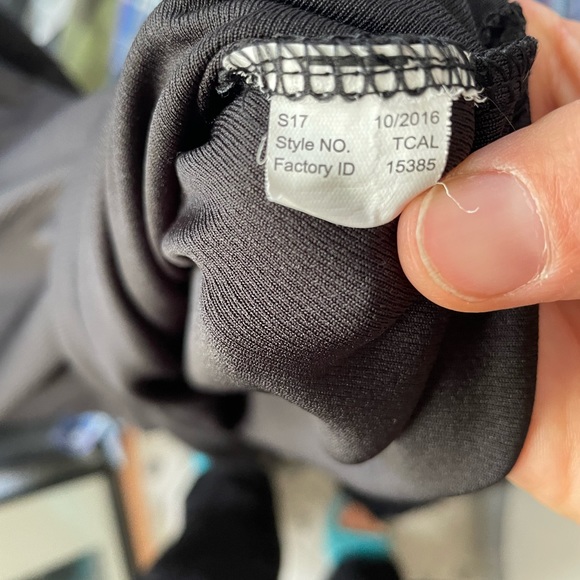 S17 10/2016
Style NO. TCAL
Factory ID 15385